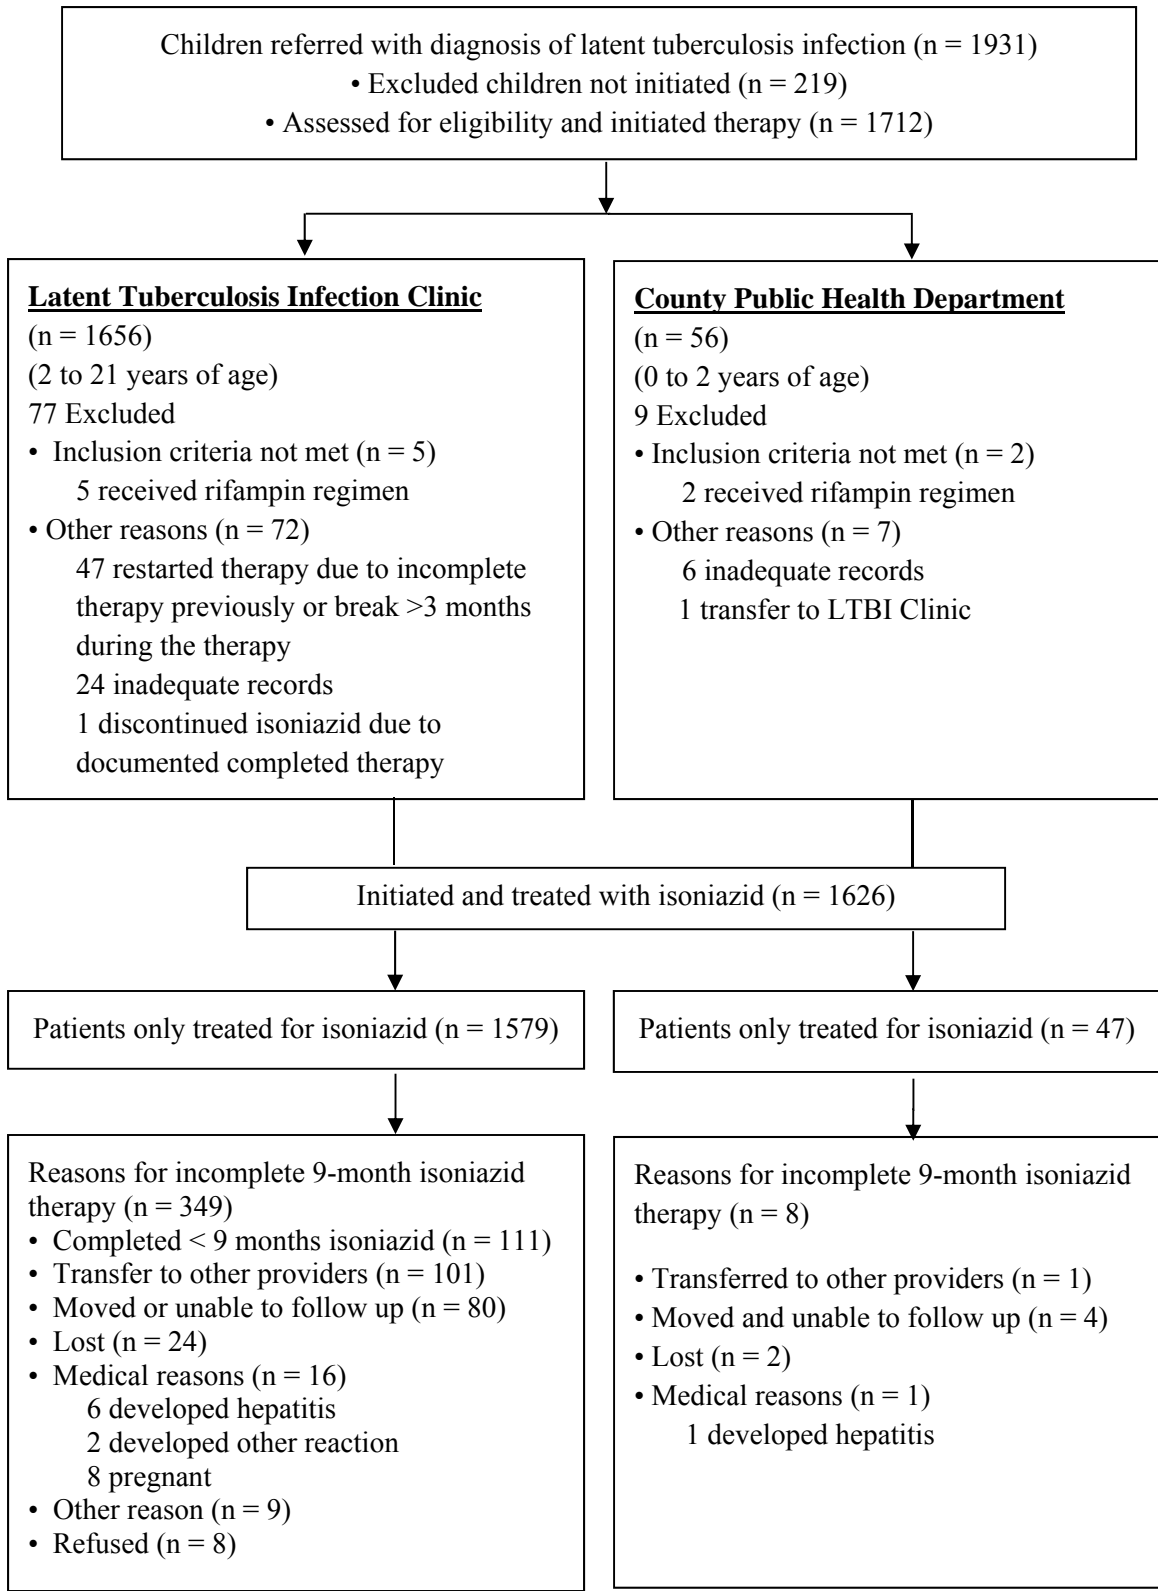 Children referred with diagnosis of latent tuberculosis infection (n = 1931)
• Excluded children not initiated (n = 219)
• Assessed for eligibility and initiated therapy (n = 1712)
Latent Tuberculosis Infection Clinic
(n = 1656)
(2 to 21 years of age)
77 Excluded
• Inclusion criteria not met (n = 5)
5 received rifampin regimen
• Other reasons (n = 72)
47 restarted therapy due to incomplete
therapy previously or break >3 months
during the therapy
24 inadequate records
1 discontinued isoniazid due to
documented completed therapy
County Public Health Department
(n = 56)
(0 to 2 years of age)
9 Excluded
• Inclusion criteria not met (n = 2)
2 received rifampin regimen
• Other reasons (n = 7)
6 inadequate records
1 transfer to LTBI Clinic
Initiated and treated with isoniazid (n = 1626)
Patients only treated for isoniazid (n = 1579)
Patients only treated for isoniazid (n = 47)
Reasons for incomplete 9-month isoniazid
therapy (n = 349)
• Completed < 9 months isoniazid (n = 111)
• Transfer to other providers (n = 101)
• Moved or unable to follow up (n = 80)
• Lost (n = 24)
• Medical reasons (n = 16)
6 developed hepatitis
2 developed other reaction
8 pregnant
• Other reason (n = 9)
• Refused (n = 8)
Reasons for incomplete 9-month isoniazid
therapy (n = 8)
• Transferred to other providers (n = 1)
• Moved and unable to follow up (n = 4)
• Lost (n = 2)
• Medical reasons (n = 1)
1 developed hepatitis